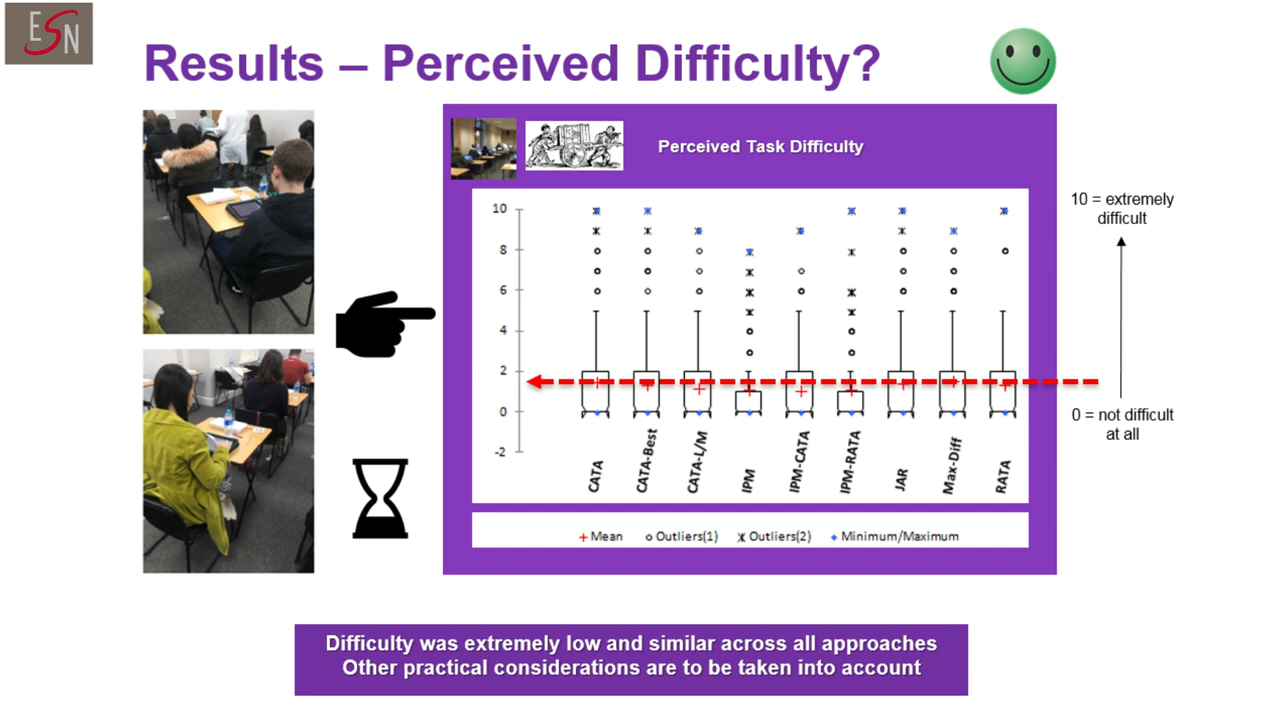 ESN
Results – Perceived Difficulty?
Perceived Task Difficulty
10
8
6
4
2
0
-2
CATA
CATA-Best
CATA-L/M
IPM
IPM-CATA
IPM-RATA
JAR
Max-Diff
RATA
Mean
Outliers(1)
Outliers(2)
Minimum/Maximum
10 = extremely
difficult
0 = not difficult
at all
Difficulty was extremely low and similar across all approaches
Other practical considerations are to be taken into account